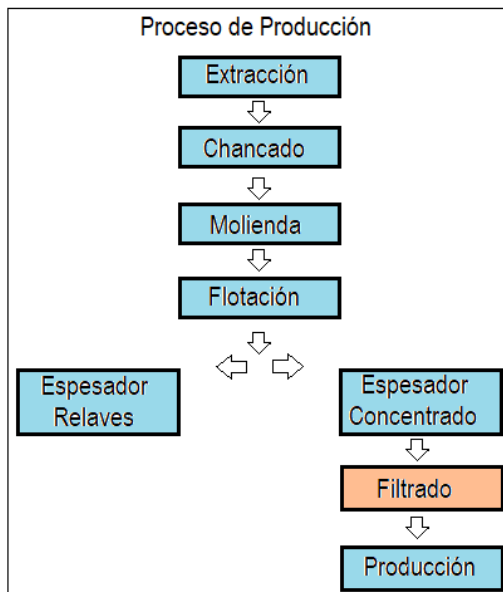 Proceso de Producción
Extracción
Chancado
Molienda
Flotación
Espesador
Relaves
Espesador
Concentrado
Filtrado
Producción